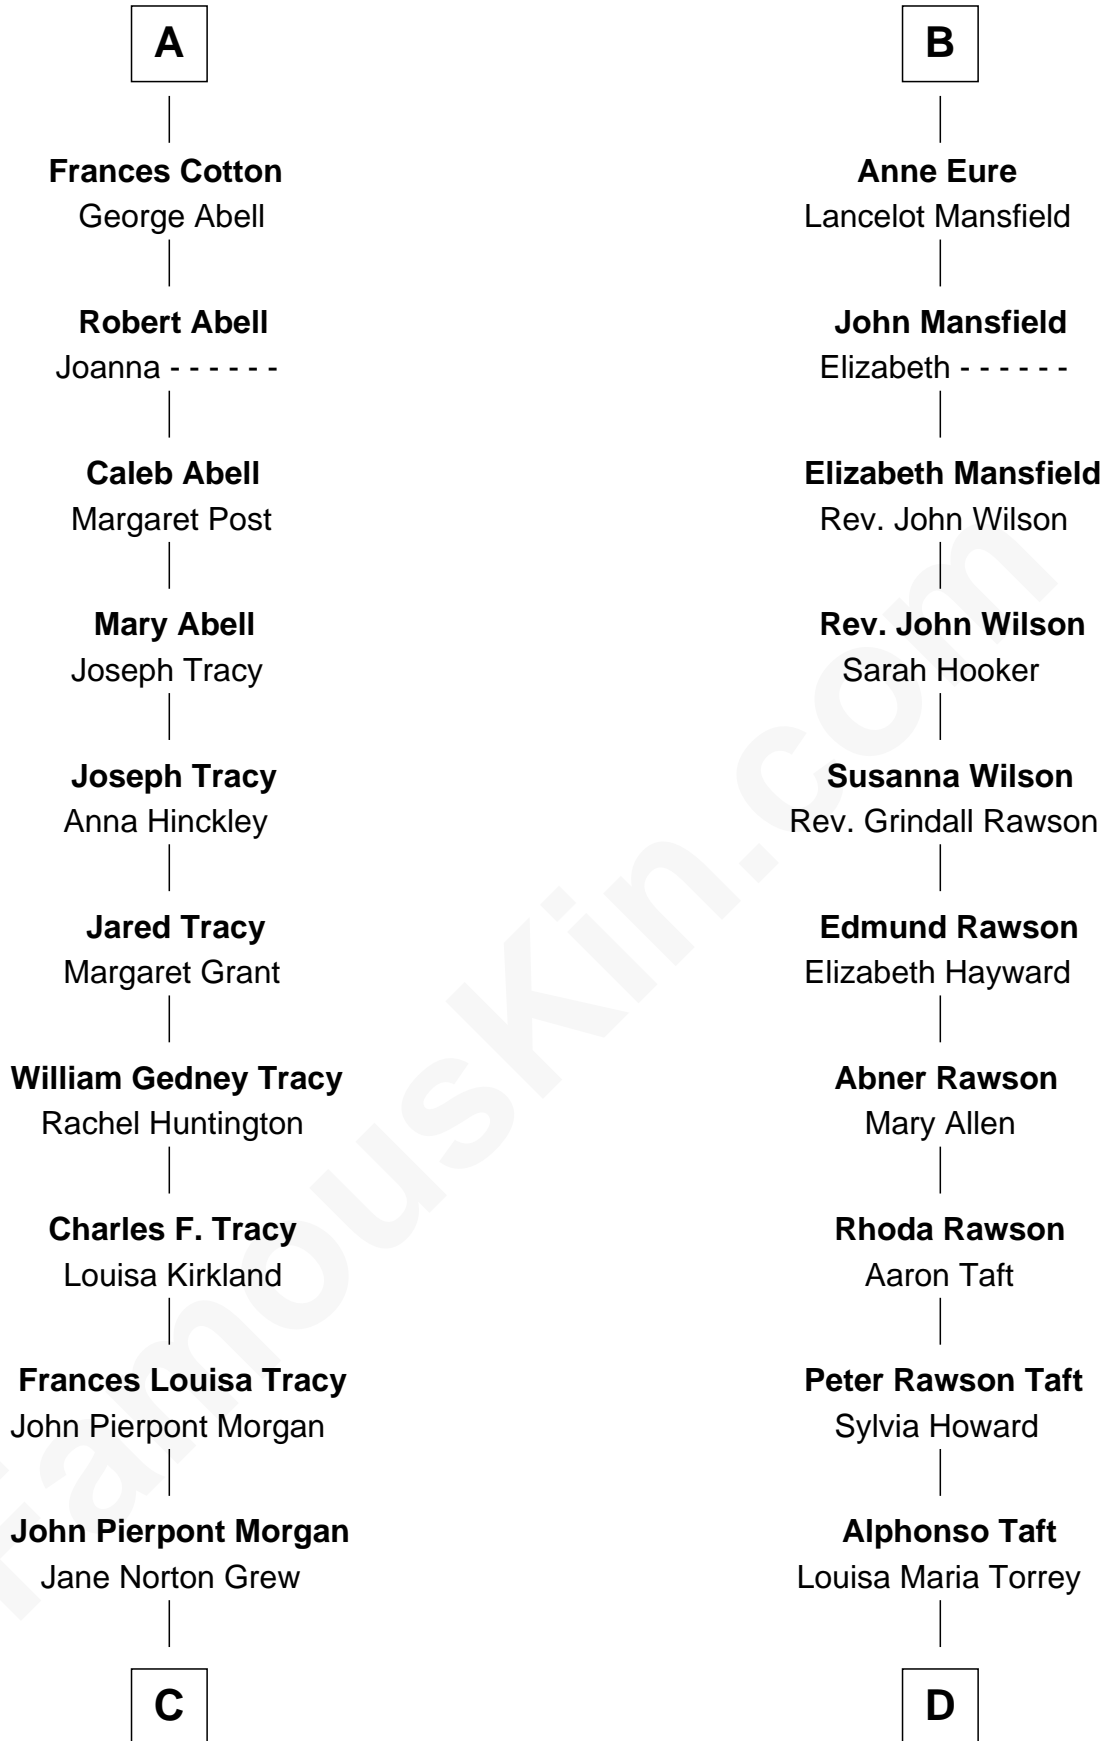 A
Frances Cotton
George Abell
Robert Abell
Joanna - - - - - -
Caleb Abell
Margaret Post
Mary Abell
Joseph Tracy
Joseph Tracy
Anna Hinckley
Jared Tracy
Margaret Grant
William Gedney Tracy
Rachel Huntington
Charles F. Tracy
Louisa Kirkland
Frances Louisa Tracy
John Pierpont Morgan
John Pierpont Morgan
Jane Norton Grew
C
B
Anne Eure
Lancelot Mansfield
John Mansfield
Elizabeth - - - - - -
Elizabeth Mansfield
Rev. John Wilson
Rev. John Wilson
Sarah Hooker
Susanna Wilson
Rev. Grindall Rawson
Edmund Rawson
Elizabeth Hayward
Abner Rawson
Mary Allen
Rhoda Rawson
Aaron Taft
Peter Rawson Taft
Sylvia Howard
Alphonso Taft
Louisa Maria Torrey
D
FamousKin.com